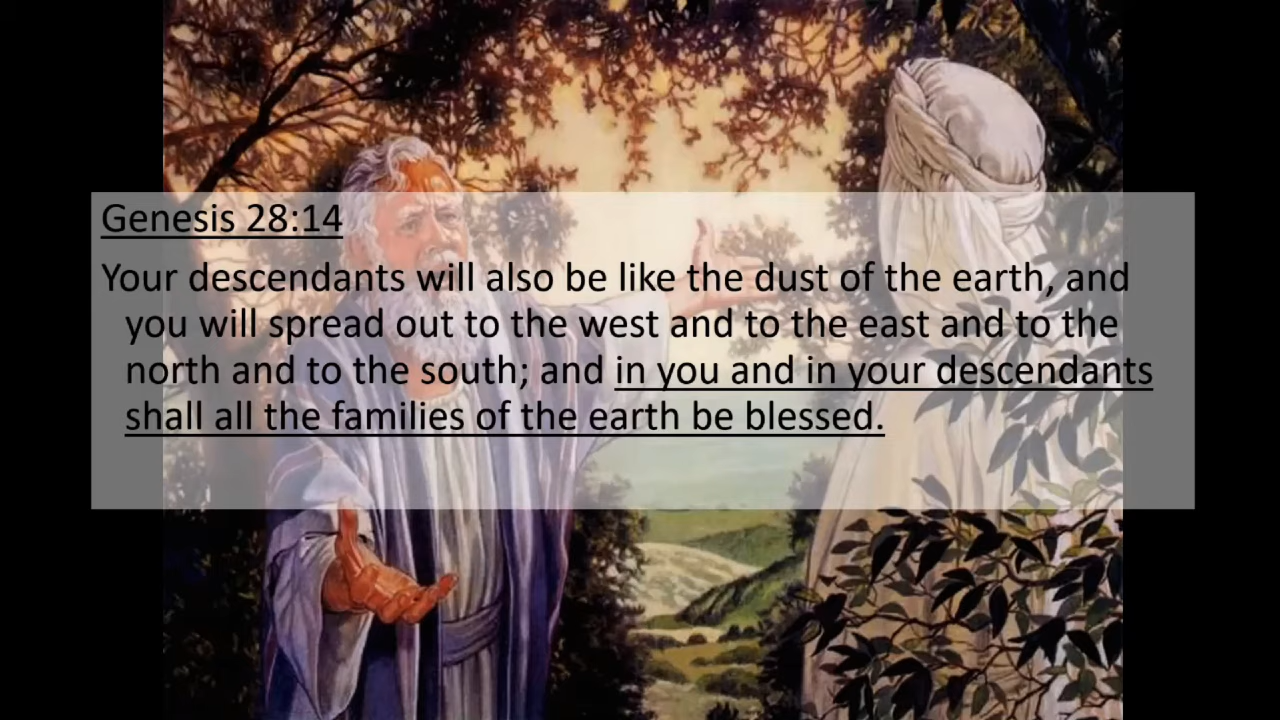 Genesis 28:14
Your descendants will also be like the dust of the earth, and
you will spread out to the west and to the east and to the
north and to the south; and in you and in your descendants
shall all the families of the earth be blessed.